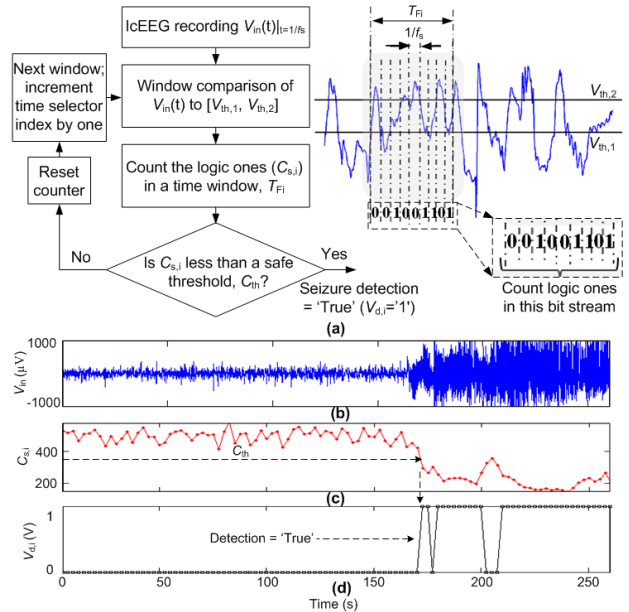 IcEEG recording Vin(t)|t=1/fs
Next window;
increment
time selector
index by one
Window comparison of
Vin(t) to [Vth,1, Vth,2]
Reset
counter
Count the logic ones (Cs,i)
in a time window, TFi
No
Is Cs,i less than a safe
threshold, Cth?
Yes
Seizure detection
= 'True' (Vd,i='1')
TFi
1/fs
Vth,2
Vth,1
0 0 1 0 0 1 1 1 0 1
0 0 1 0 0 1 1 1 0 1
Count logic ones
in this bit stream
(a)
1000
Vin (μV)
-1000
(b)
400
Cs,i
200
Cth
(c)
1
Vd,i (V)
0
Detection = 'True'
(d)
0 50 100 150 200 250
Time (s)